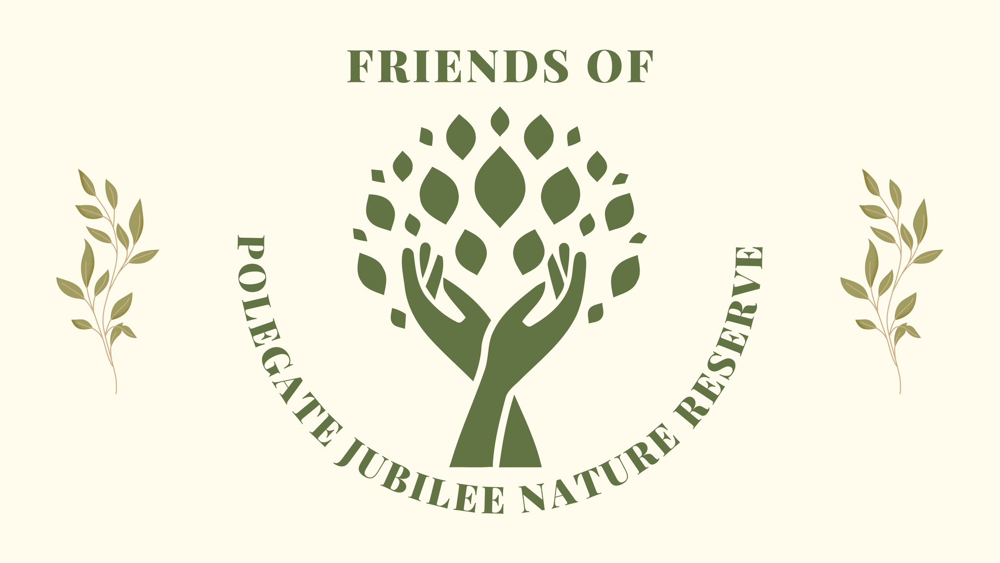 FRIENDS OF
POLEGATE JUBILEE NATURE RESERVE